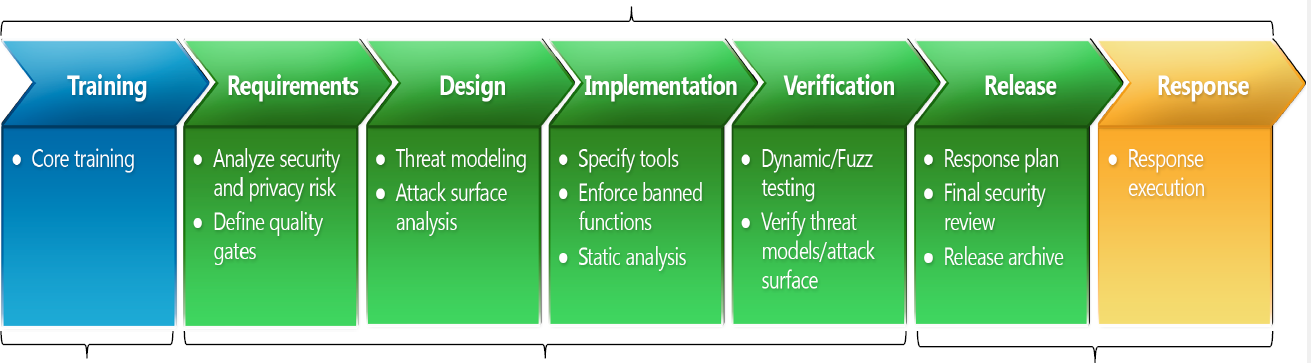 Training
Requirements
Design
Implementation
Verification
Release
Response
• Core training
• Analyze security
and privacy risk
• Define quality
gates
• Threat modeling
• Attack surface
analysis
• Specify tools
• Enforce banned
functions
• Static analysis
• Dynamic/Fuzz
testing
• Verify threat
models/attack
surface
• Response plan
• Final security
review
• Release archive
• Response
execution